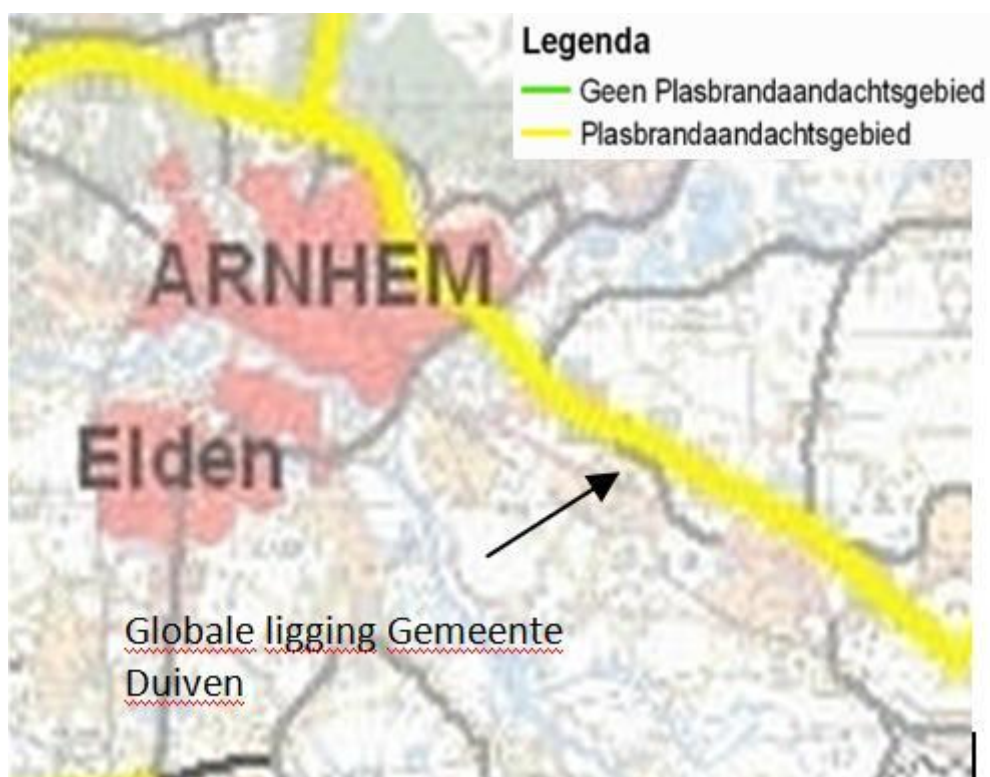 Legenda
Geen Plasbrandaandachtsgebied
Plasbrandaandachtsgebied
ARNHEM
Elden
Globale ligging Gemeente
Duiven